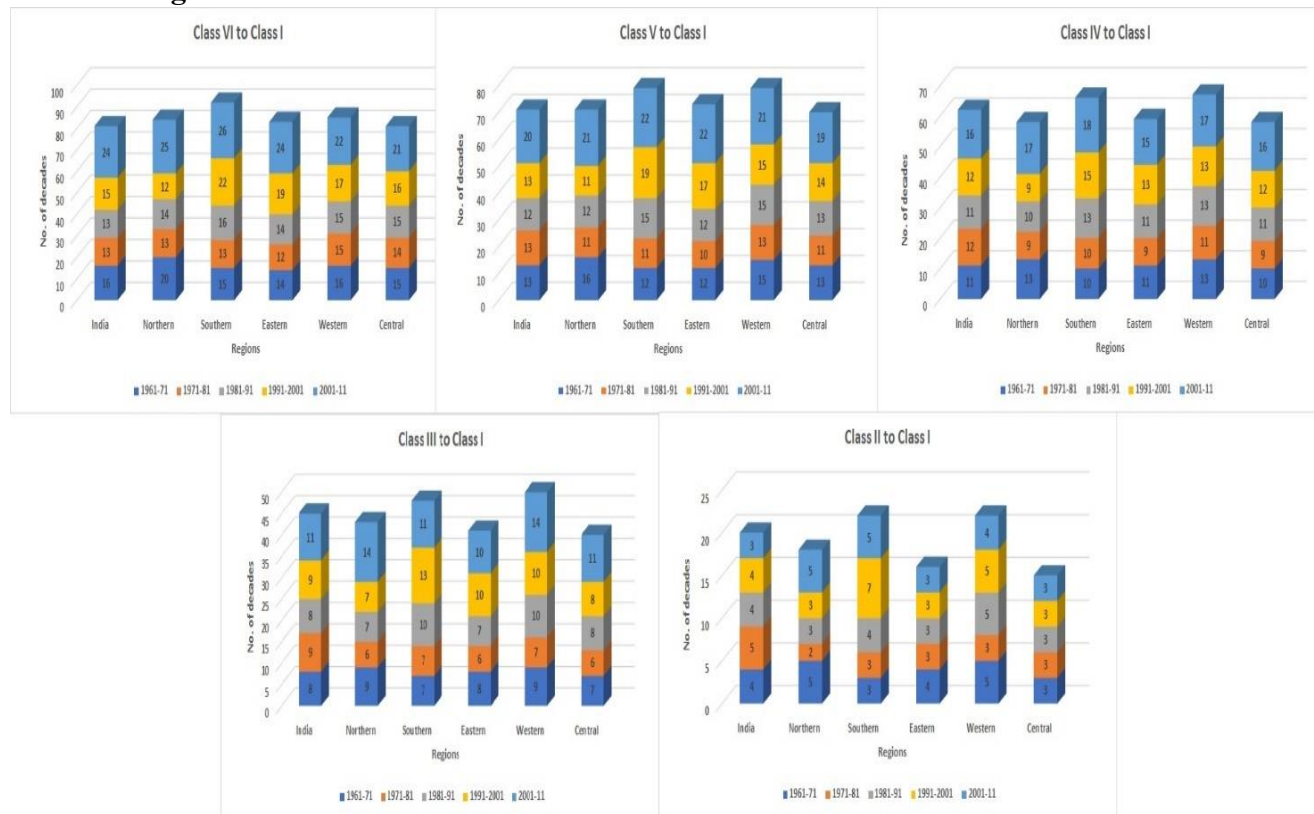 Class VI to Class I
No. of decades
100
90
80
70
60
50
40
30
20
10
0
24 25 26 24 22 21
15 12 22 19 17 16
13 14 16 14 15 15
13 13 13 12 15 14
16 20 15 14 16 15
India Northern Southern Eastern Western Central
Regions
1961-71 1971-81 1981-91 1991-2001 2001-11
Class V to Class I
No. of decades
80
70
60
50
40
30
20
10
0
20 21 22 22 21 19
13 11 19 17 15 14
12 12 15 12 15 13
13 11 11 10 13 11
13 16 12 12 15 13
India Northern Southern Eastern Western Central
Regions
1961-71 1971-81 1981-91 1991-2001 2001-11
Class IV to Class I
No. of decades
70
60
50
40
30
20
10
0
16 17 18 15 17 16
12 9 15 13 13 12
11 10 13 11 13 11
12 9 10 9 11 9
11 13 10 11 13 10
India Northern Southern Eastern Western Central
Regions
1961-71 1971-81 1981-91 1991-2001 2001-11
Class III to Class I
No. of decades
50
45
40
35
30
25
20
15
10
5
0
11 14 11 10 14 11
9 7 13 10 10 8
8 7 10 7 10 8
9 6 7 6 7 6
8 9 7 8 9 7
India Northern Southern Eastern Western Central
Regions
1961-71 1971-81 1981-91 1991-2001 2001-11
Class II to Class I
No. of decades
25
20
15
10
5
0
3 5 5 3 4 3
4 3 7 3 5 3
4 3 4 3 5 3
5 2 3 3 3 3
4 5 3 4 5 3
India Northern Southern Eastern Western Central
Regions
1961-71 1971-81 1981-91 1991-2001 2001-11